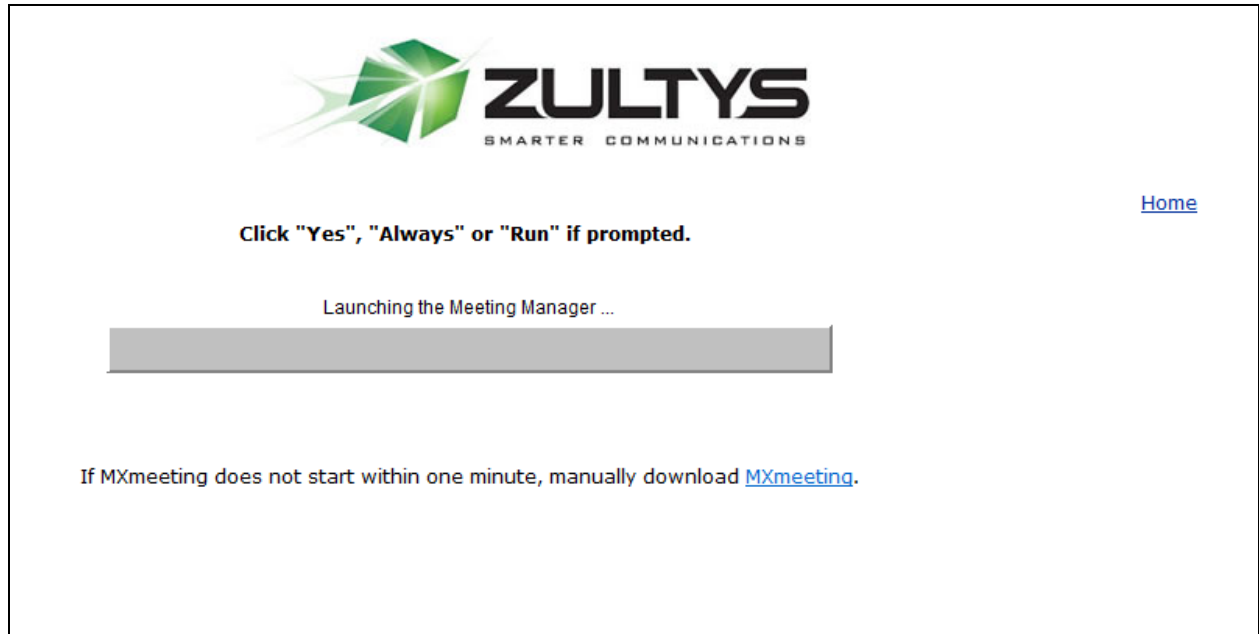 ZULTYS
SMARTER COMMUNICATIONS
Home
Click "Yes", "Always" or "Run" if prompted.
Launching the Meeting Manager ...
If MXmeeting does not start within one minute, manually download MXmeeting.